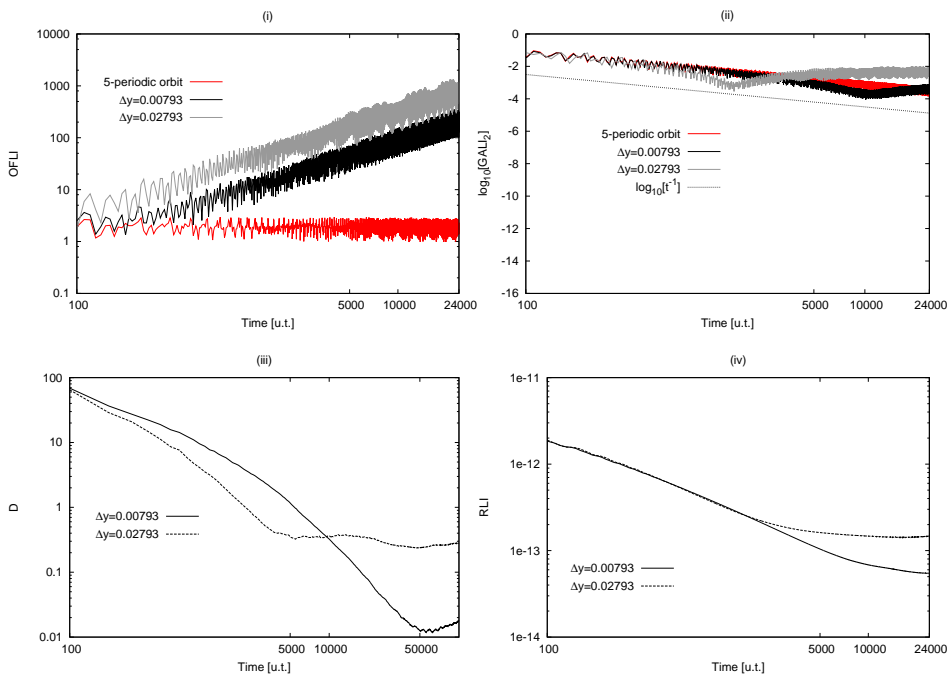 (i)
10000
1000
100
10
1
0.1
OFLI
5-periodic orbit
Δy=0.00793
Δy=0.02793
100
5000
10000
24000
Time [u.t.]
(ii)
0
-2
-4
-6
-8
-10
-12
-14
-16
log10[GALI2]
5-periodic orbit
Δy=0.00793
Δy=0.02793
log10[t-1]
100
5000
10000
24000
Time [u.t.]
(iii)
100
10
1
0.1
0.01
D
Δy=0.00793
Δy=0.02793
100
5000
10000
50000
Time [u.t.]
(iv)
1e-11
1e-12
1e-13
1e-14
RLI
Δy=0.00793
Δy=0.02793
100
5000
10000
24000
Time [u.t.]